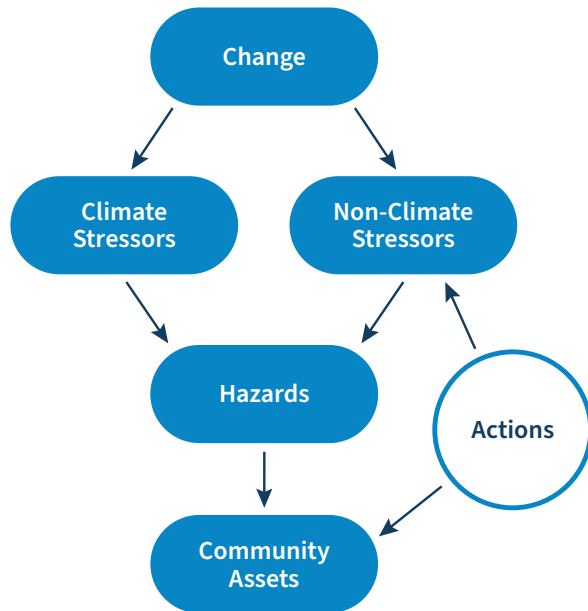 Change
Climate
Stressors
Non-Climate
Stressors
Hazards
Actions
Community
Assets